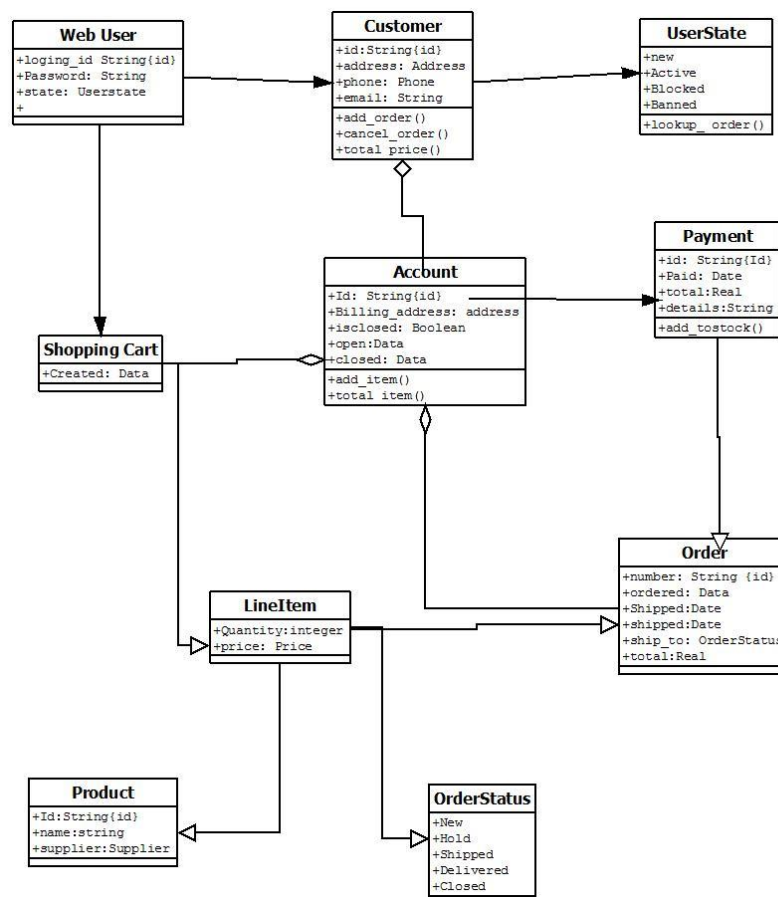 Web User
+loging_id String{id}
+Password: String
+state: Userstate
+
Customer
+id:String{id}
+address: Address
+phone: Phone
+email: String
+add_order()
+cancel_order()
+total price()
UserState
+new
+Active
+Blocked
+Banned
+lookup_ order()
Account
+Id: String{id}
+Billing_address: address
+isclosed: Boolean
+open:Data
+closed: Data
+add_item()
+total item()
Payment
+id: String{Id}
+Paid: Date
+total:Real
+details:String
+add_tostock()
Shopping Cart
+Created: Data
Order
+number: String {id}
+ordered: Data
+Shipped:Date
+shipped:Date
+ship_to: OrderStatus
+total:Real
LineItem
+Quantity:integer
+price: Price
Product
+Id:String{id}
+name:string
+supplier:Supplier
OrderStatus
+New
+Hold
+Shipped
+Delivered
+Closed